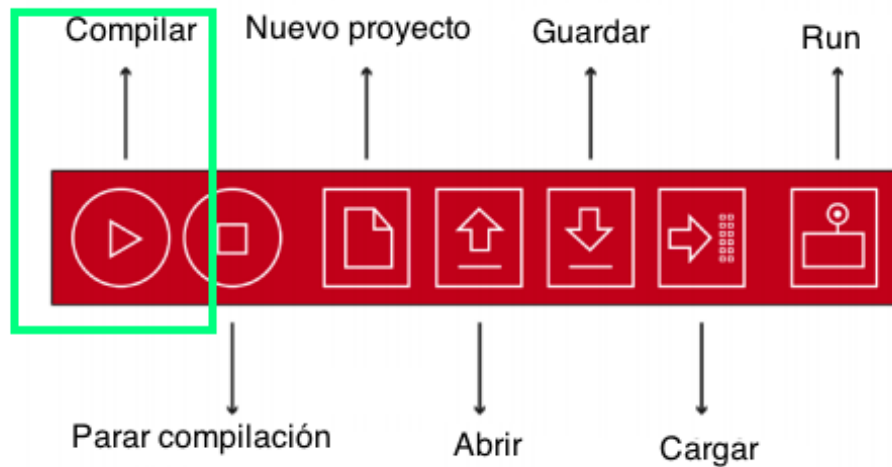 Compilar
Nuevo proyecto
Guardar
Run
Parar compilación
Abrir
Cargar